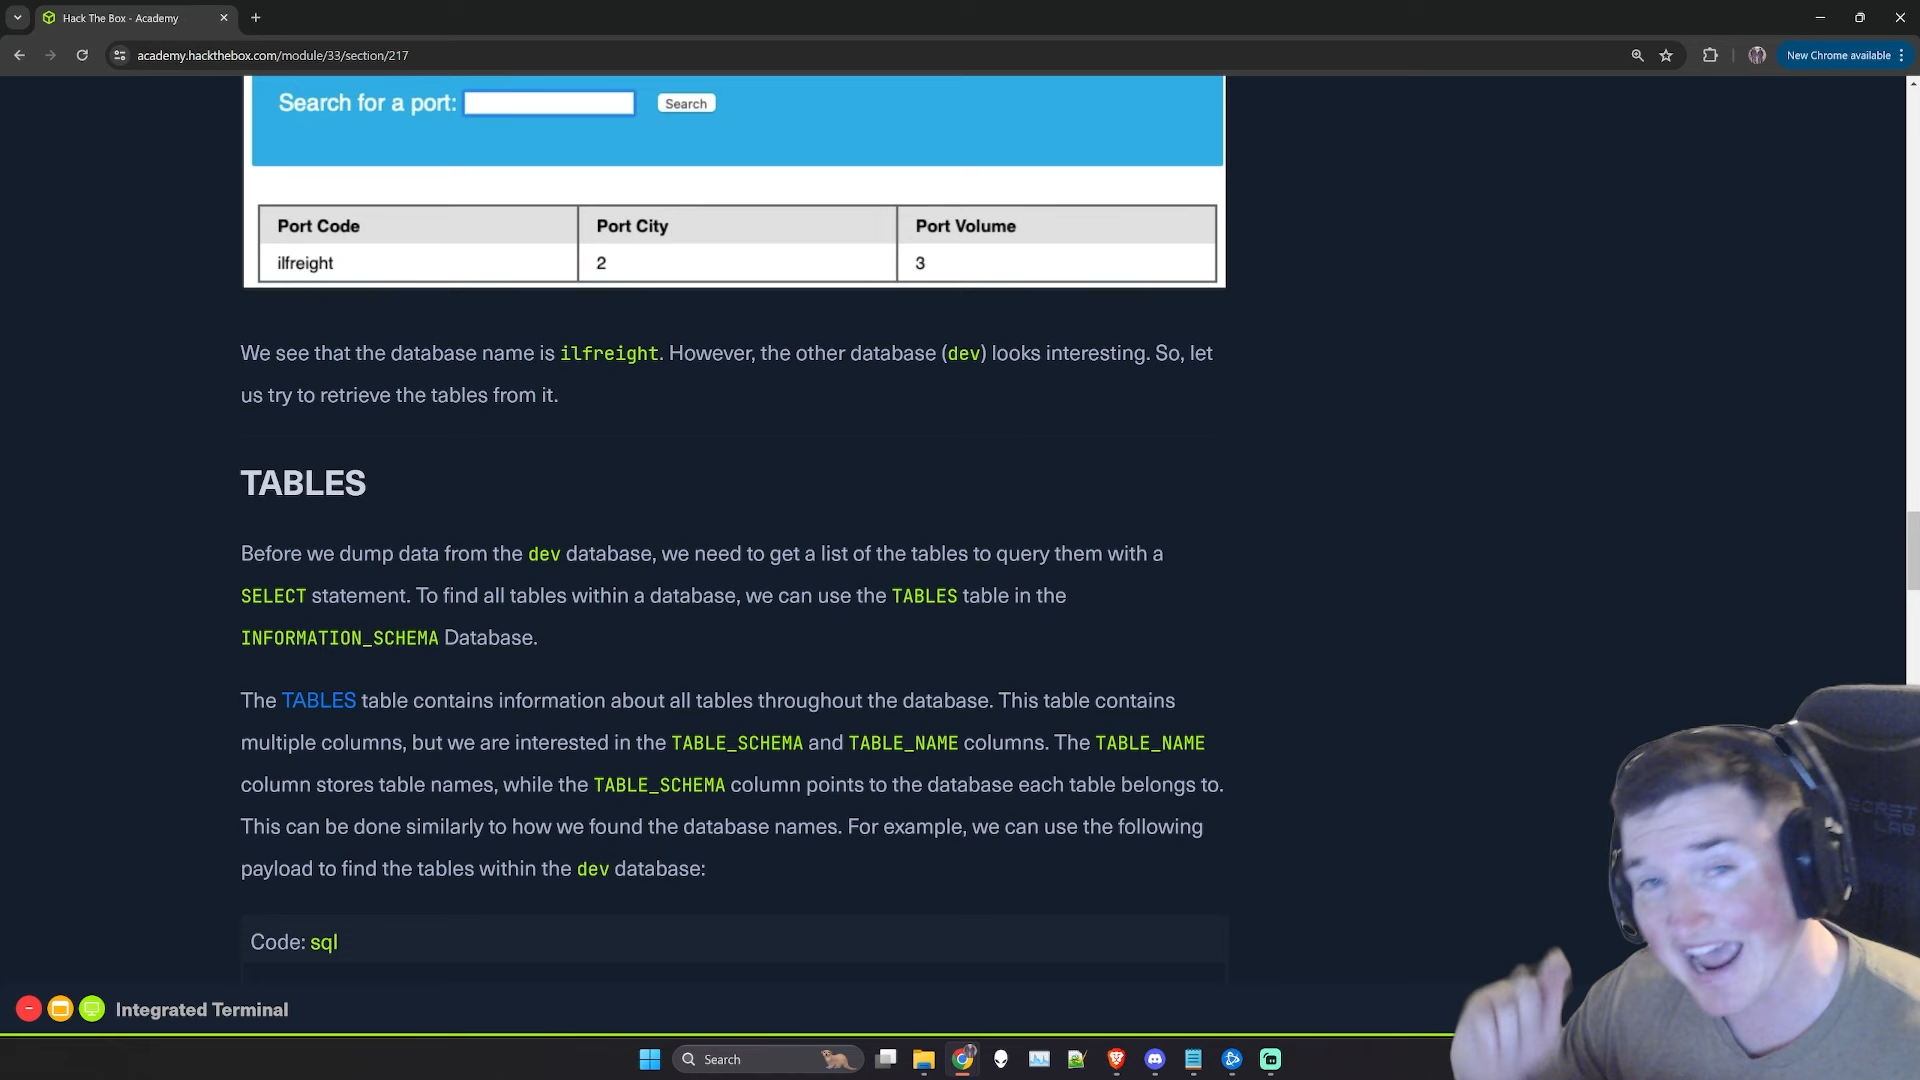 Hack The Box - Academy
academy.hackthebox.com/module/33/section/217
New Chrome available
Search for a port:
Search
Port Code Port City Port Volume
ilfreight 2 3
We see that the database name is ilfreight. However, the other database (dev) looks interesting. So, let
us try to retrieve the tables from it.
TABLES
Before we dump data from the dev database, we need to get a list of the tables to query them with a
SELECT statement. To find all tables within a database, we can use the TABLES table in the
INFORMATION_SCHEMA Database.
The TABLES table contains information about all tables throughout the database. This table contains
multiple columns, but we are interested in the TABLE_SCHEMA and TABLE_NAME columns. The TABLE_NAME
column stores table names, while the TABLE_SCHEMA column points to the database each table belongs to.
This can be done similarly to how we found the database names. For example, we can use the following
payload to find the tables within the dev database:
Code: sql
Integrated Terminal
Search